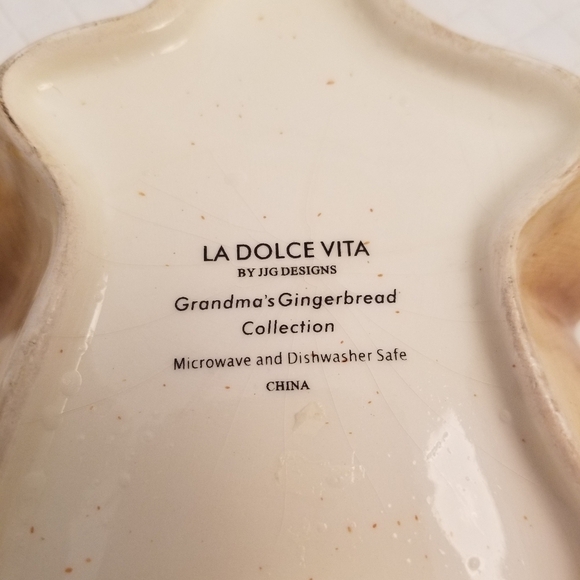 LA DOLCE VITA
BY JJG DESIGNS
Grandma's Gingerbread
Collection
Microwave and Dishwasher Safe
CHINA